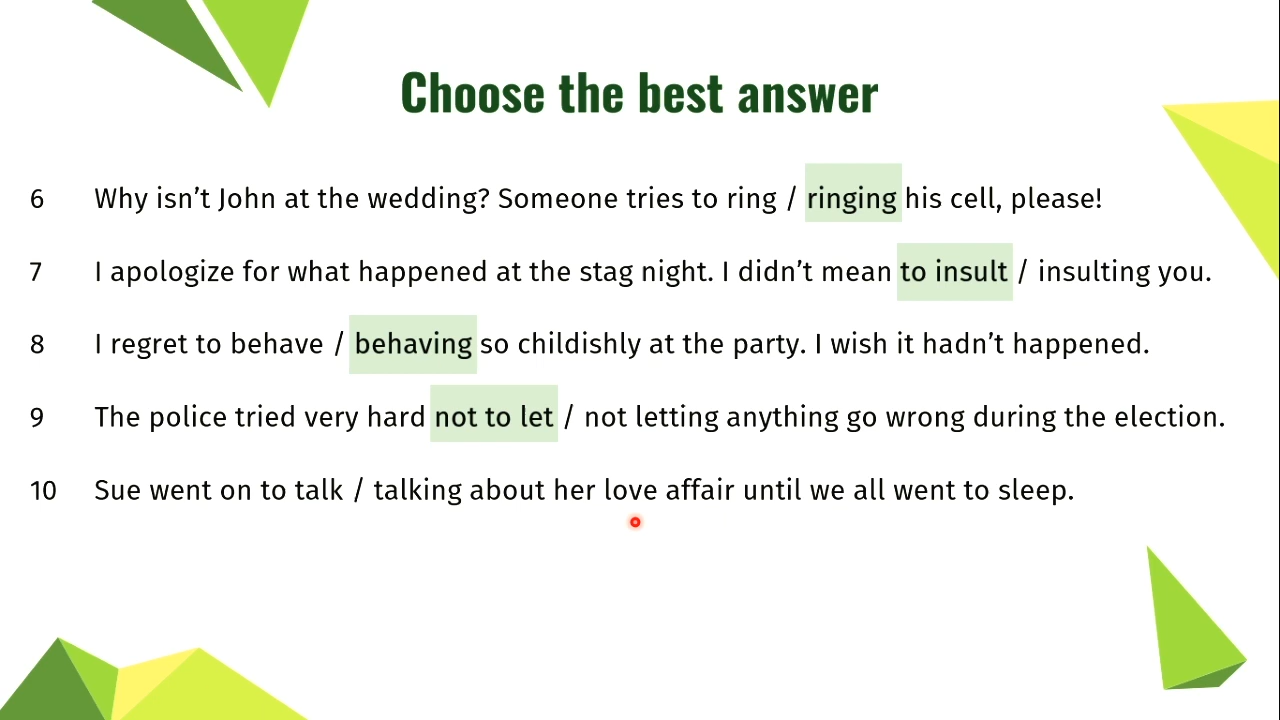 Choose the best answer
6 Why isn’t John at the wedding? Someone tries to ring / ringing his cell, please!
7 I apologize for what happened at the stag night. I didn’t mean to insult / insulting you.
8 I regret to behave / behaving so childishly at the party. I wish it hadn’t happened.
9 The police tried very hard not to let / not letting anything go wrong during the election.
10 Sue went on to talk / talking about her love affair until we all went to sleep.